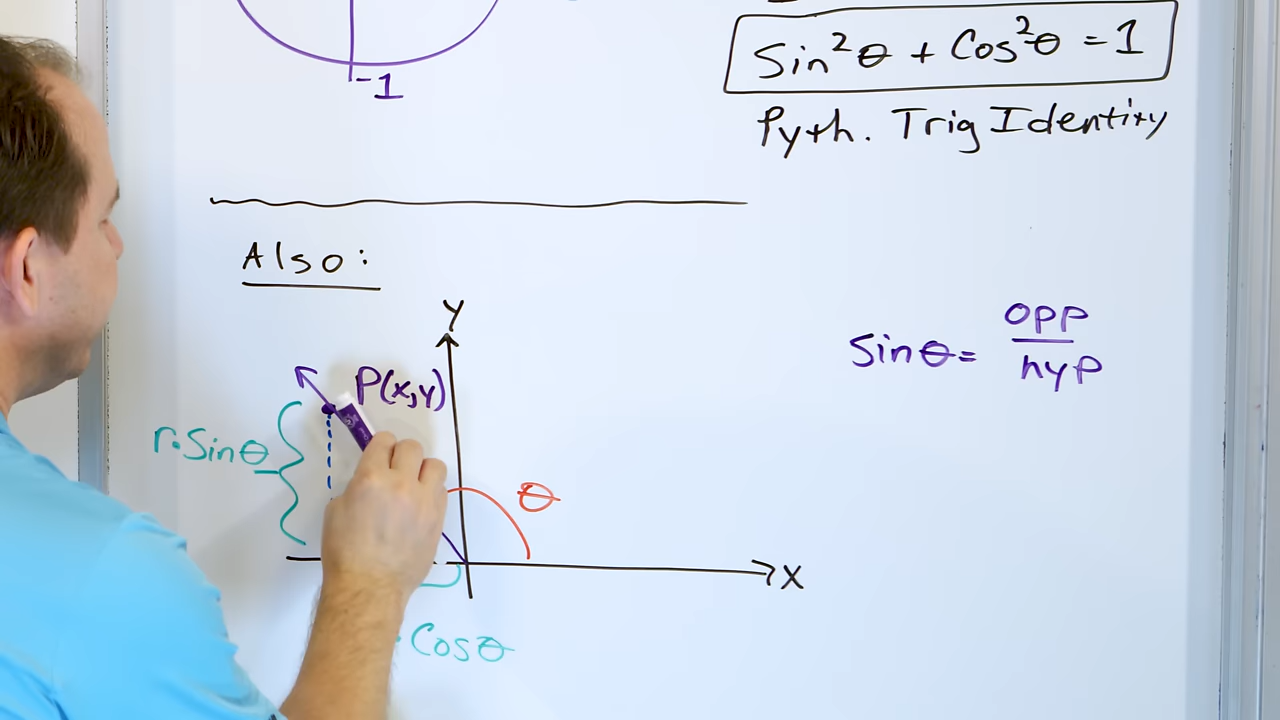 -1
Sin²θ + Cos²θ = 1
Pyth. Trig Identity
Also:
Y
P(x,y)
r•Sinθ
θ
X
•Cosθ
Sinθ = opp
hyp